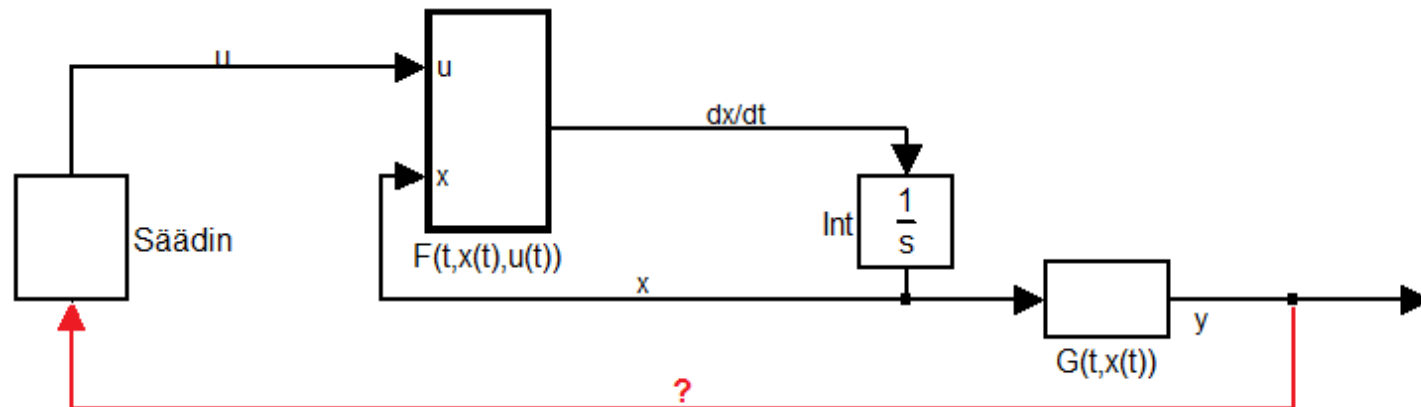 u
u
dx/dt
x
1
s
Int
Säädin
F(t,x(t),u(t))
x
y
G(t,x(t))
?